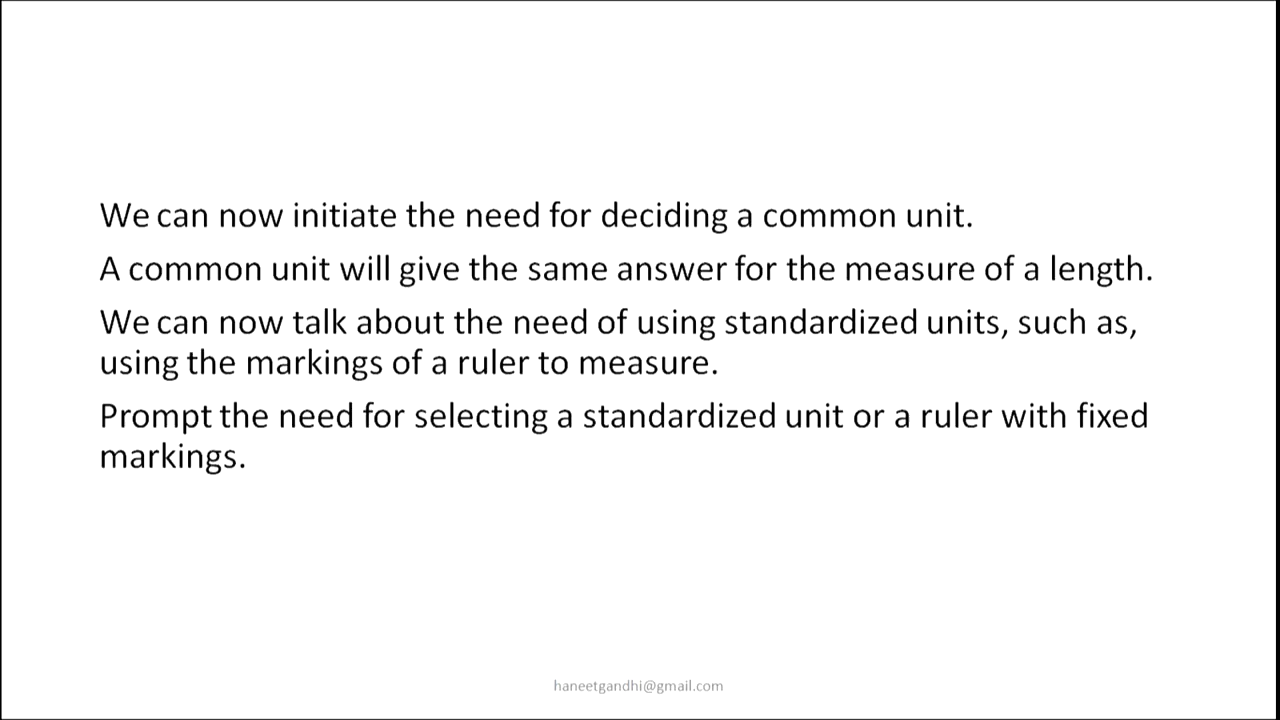 We can now initiate the need for deciding a common unit.
A common unit will give the same answer for the measure of a length.
We can now talk about the need of using standardized units, such as,
using the markings of a ruler to measure.
Prompt the need for selecting a standardized unit or a ruler with fixed
markings.
haneetgandhi@gmail.com